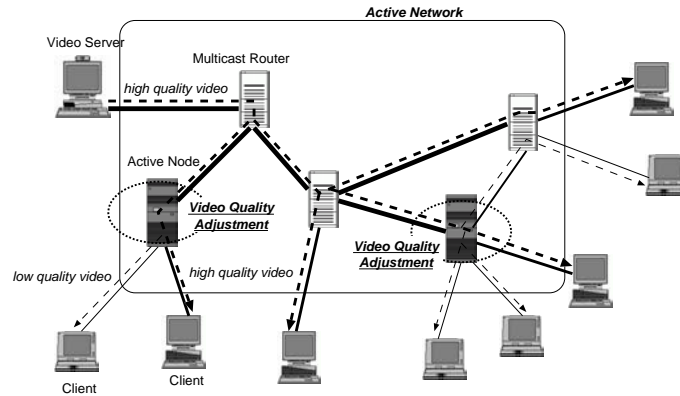 Active Network
Video Server
Multicast Router
high quality video
Active Node
Video Quality
Adjustment
Video Quality
Adjustment
low quality video
high quality video
Client
Client